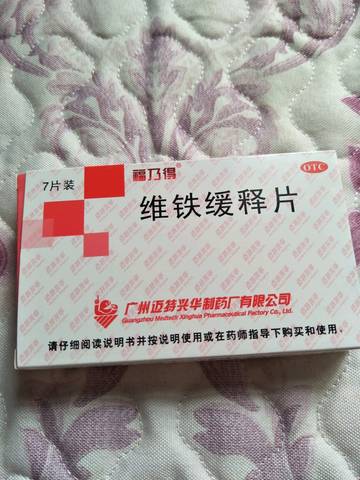 福乃得®
7片装
OTC
维铁缓释片
广州迈特兴华制药厂有限公司
Guangzhou Medtech Xinghua Pharmaceutical Factory Co., Ltd.
请仔细阅读说明书并按说明使用或在药师指导下购买和使用。